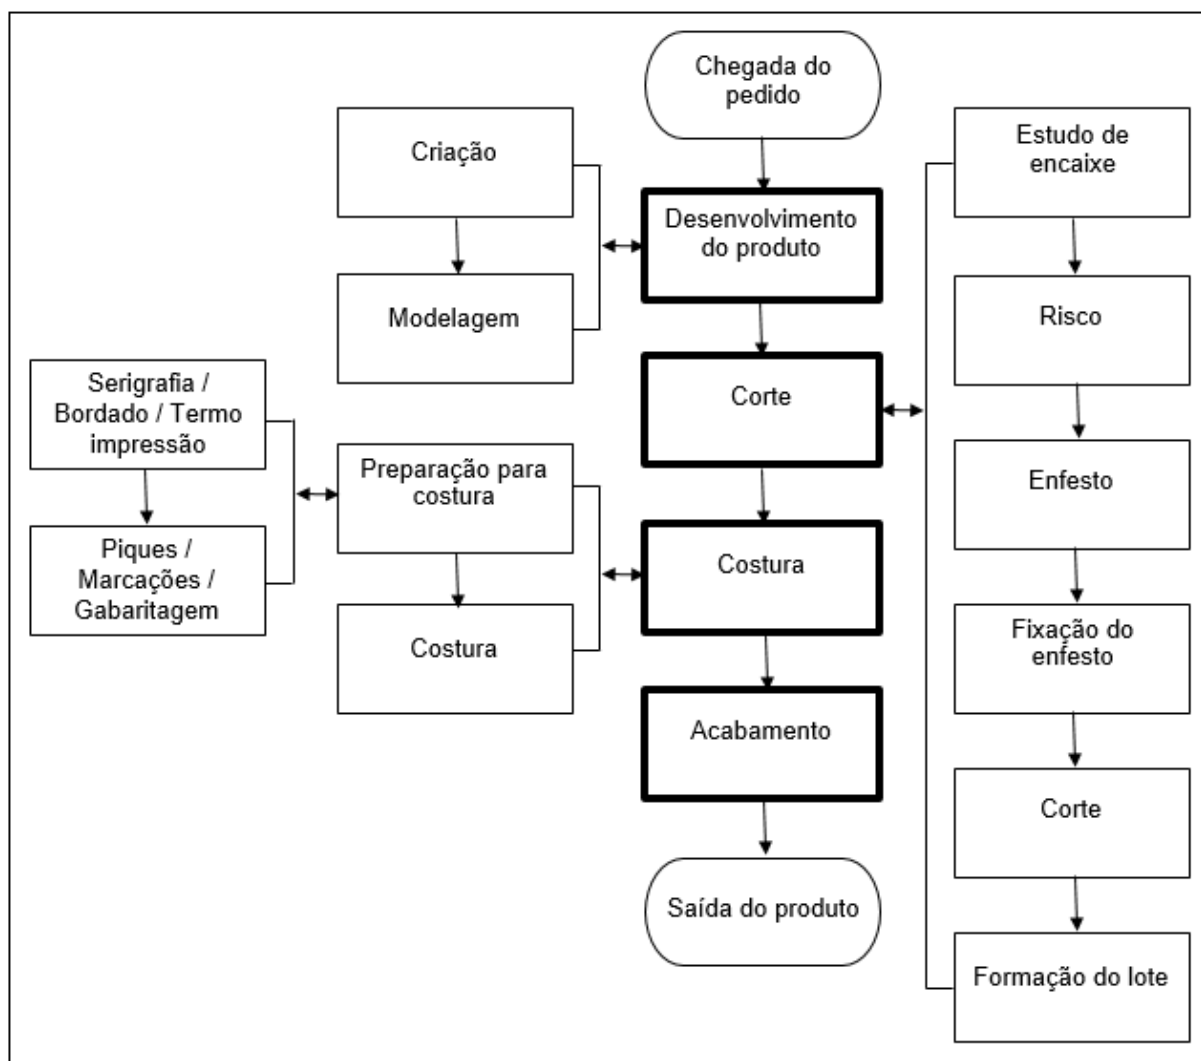 Chegada do
pedido
Criação
Estudo de
encaixe
Desenvolvimento
do produto
Modelagem
Risco
Serigrafia /
Bordado / Termo
impressão
Corte
Preparação para
costura
Enfesto
Piques /
Marcações /
Gabaritagem
Costura
Costura
Fixação do
enfesto
Acabamento
Corte
Saída do produto
Formação do lote